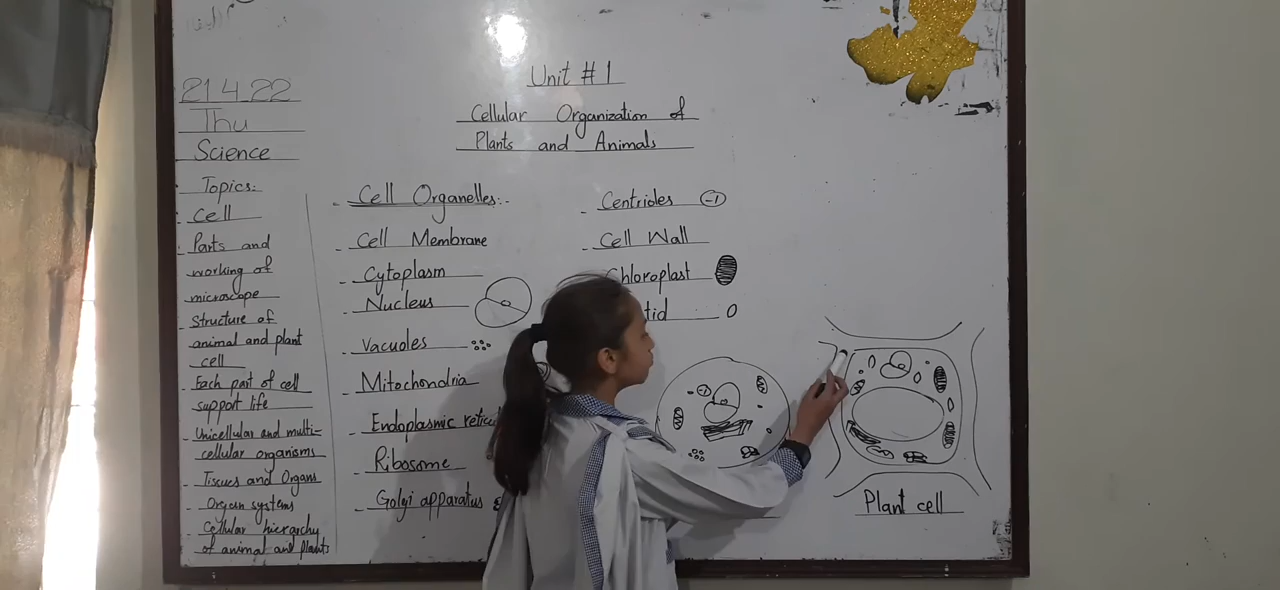 21.4.22
Thu
Science
Topics:-
- Cell
- Parts and
working of
microscope
- Structure of
animal and plant
cell
- Each part of cell
support life
- Unicellular and multi-
cellular organisms
- Tissues and Organs
- Organ systems
- Cellular hierarchy
of animal and plants
Unit # 1
Cellular Organization of
Plants and Animals
- Cell Organelles:-
- Cell Membrane
- Cytoplasm
- Nucleus
- Vacuoles
- Mitochondria
- Endoplasmic
- Ribosome
- Golgi apparatus
- Centrioles
- Cell Wall
Chloroplast
Plant cell